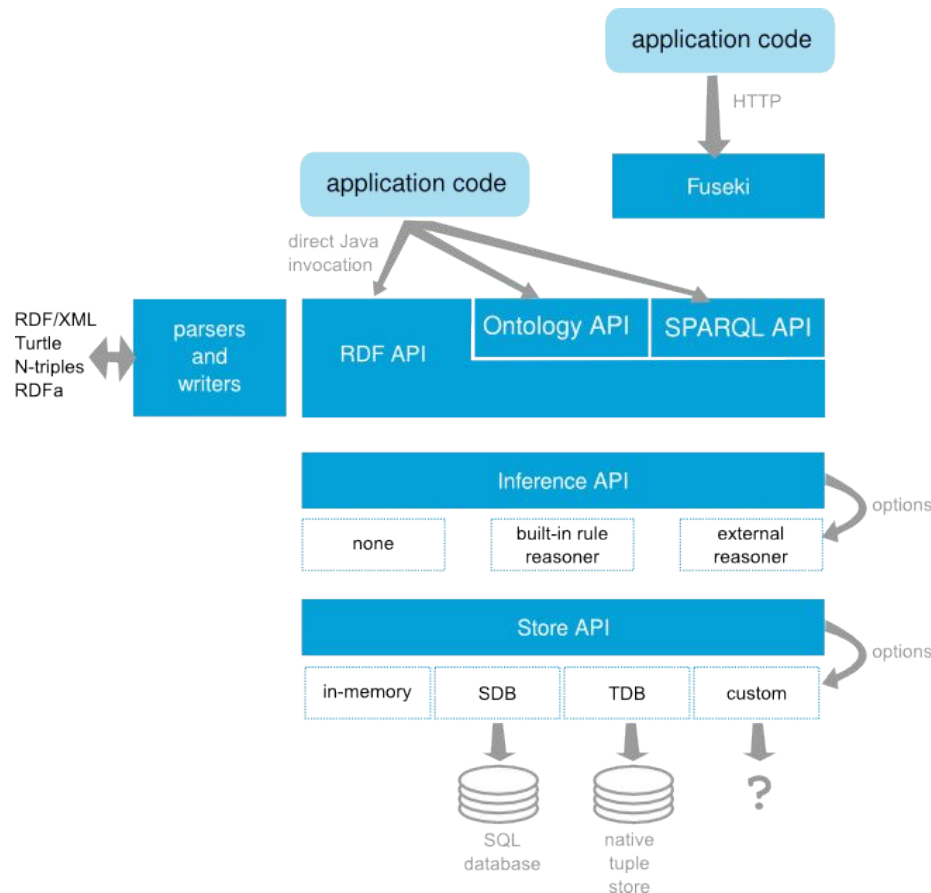 application code
HTTP
Fuseki
application code
direct Java
invocation
RDF/XML
Turtle
N-triples
RDFa
parsers
and
writers
RDF API
Ontology API
SPARQL API
Inference API
options
none
built-in rule
reasoner
external
reasoner
Store API
options
in-memory
SDB
TDB
custom
?
SQL
database
native
tuple
store